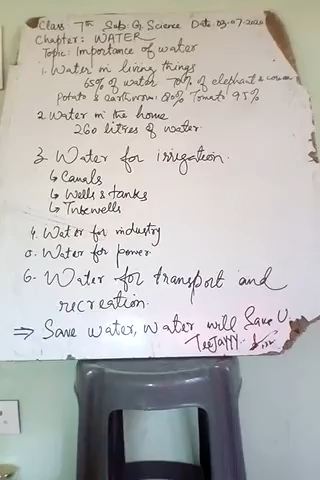 Class 7th Sub: G. Science Date: 03-07-2020
Chapter: WATER
Topic: Importance of water
1. Water in living things
65% of water 70% of elephant &
Potato & earthworm: 80% Tomato 95%
2. Water in the home
260 litres of water
3. Water for irrigation.
↳ Canals
↳ Wells & tanks
↳ Tubewells
4. Water for industry
5. Water for power
6. Water for transport and
recreation.
⇒ Save water, Water will Save U.